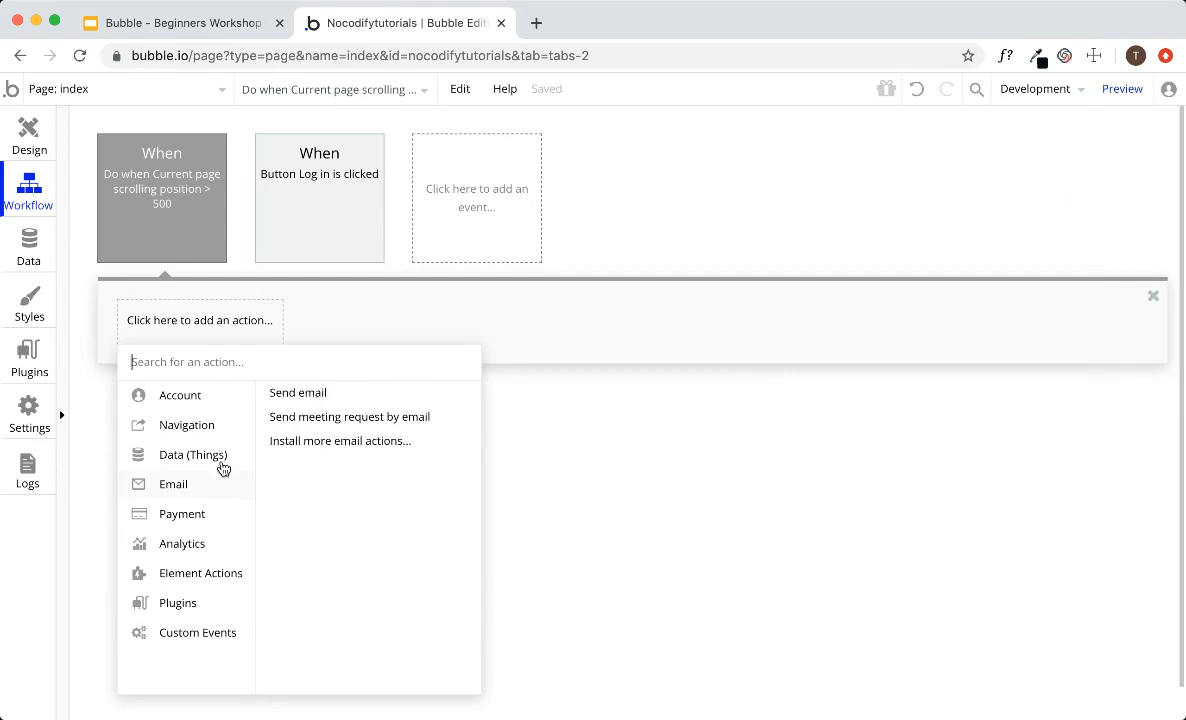 Bubble - Beginners Workshop
Nocodifytutorials | Bubble Edit
bubble.io/page?type=page&name=index&id=nocodifytutorials&tab=tabs-2
f?
T
b
Page: index
Do when Current page scrolling ...
Edit
Help
Saved
Development
Preview
Design
Workflow
Data
Styles
Plugins
Settings
Logs
When
Do when Current page
scrolling position >
500
When
Button Log in is clicked
Click here to add an
event...
Click here to add an action...
Search for an action...
Account
Navigation
Data (Things)
Email
Payment
Analytics
Element Actions
Plugins
Custom Events
Send email
Send meeting request by email
Install more email actions...